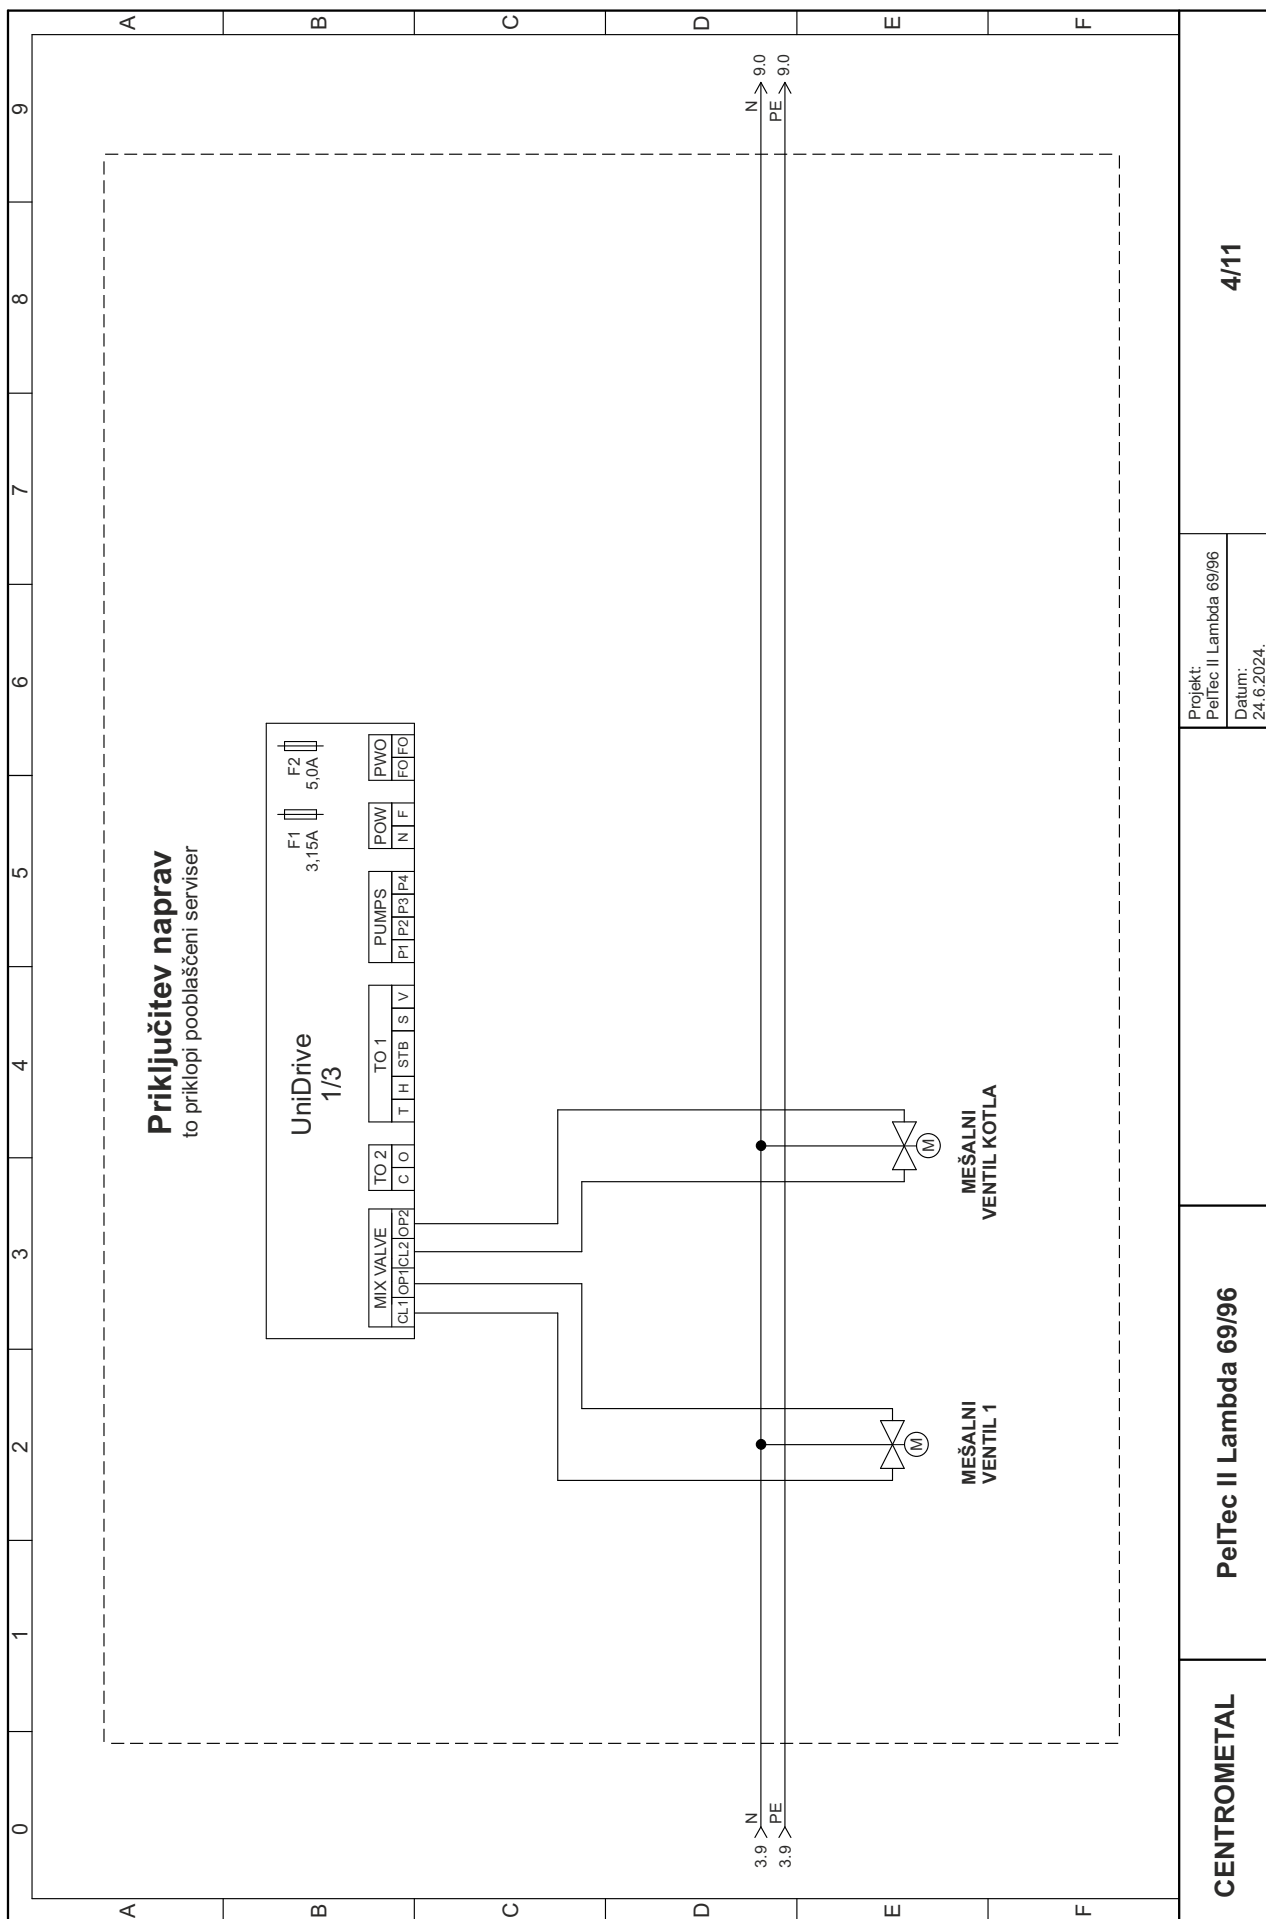 0 1 2 3 4 5 6 7 8 9
A A
B B
C C
D D
E E
F F
Priključitev naprav
to priklopi pooblaščeni serviser
UniDrive
1/3
F1
3,15A
F2
5,0A
MIX VALVE
CL1 OP1 CL2 OP2
TO 2
C O
TO 1
T H STB S V
PUMPS
P1 P2 P3 P4
POW
N F
PWO
FO FO
3.9 N N 9.0
3.9 PE PE 9.0
M
M
MEŠALNI
VENTIL 1
MEŠALNI
VENTIL KOTLA
CENTROMETAL
PelTec II Lambda 69/96
Projekt:
PelTec II Lambda 69/96
Datum:
24.6.2024.
4/11